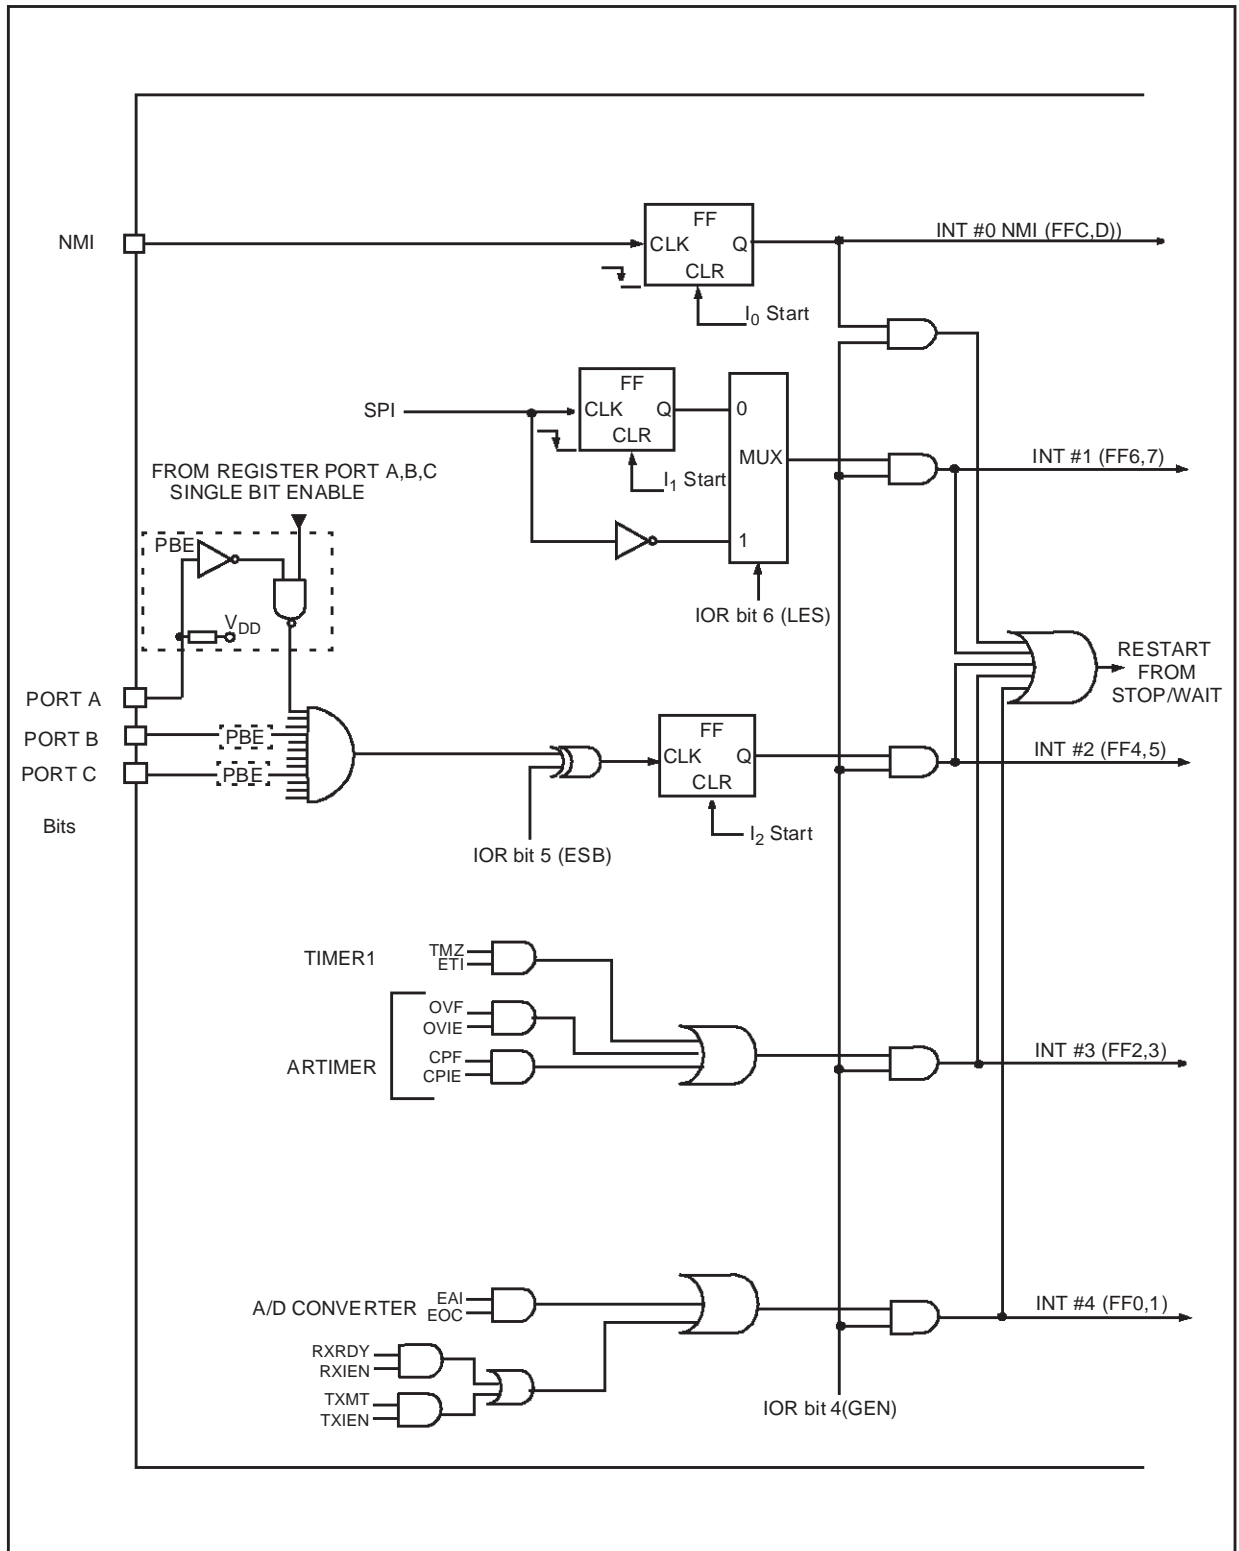 FF
NMI
CLK
Q
CLR
INT #0 NMI (FFC,D))
I0 Start
FF
SPI
CLK
Q
CLR
0
MUX
INT #1 (FF6,7)
FROM REGISTER PORT A,B,C
SINGLE BIT ENABLE
I1 Start
PBE
1
VDD
IOR bit 6 (LES)
RESTART
FROM
STOP/WAIT
PORT A
PORT B
PBE
PORT C
PBE
Bits
FF
CLK
Q
CLR
INT #2 (FF4,5)
I2 Start
IOR bit 5 (ESB)
TIMER1
TMZ
ETI
OVF
OVIE
ARTIMER
CPF
CPIE
INT #3 (FF2,3)
A/D CONVERTER
EAI
EOC
INT #4 (FF0,1)
RXRDY
RXIEN
TXMT
TXIEN
IOR bit 4(GEN)